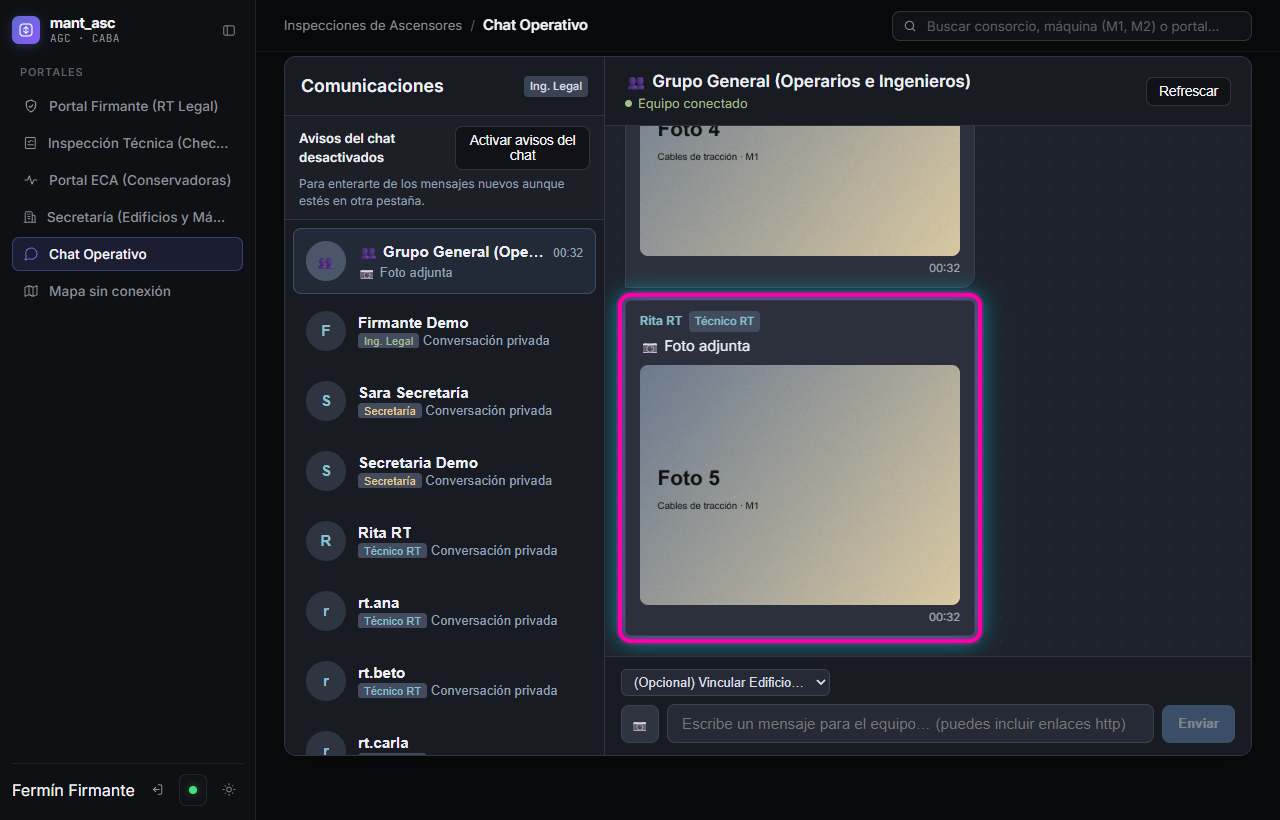 mant_asc
AGC · CABA
PORTALES
Portal Firmante (RT Legal)
Inspección Técnica (Chec...
Portal ECA (Conservadoras)
Secretaría (Edificios y Má...
Chat Operativo
Mapa sin conexión
Fermín Firmante
Inspecciones de Ascensores / Chat Operativo
Buscar consorcio, máquina (M1, M2) o portal...
Comunicaciones
Ing. Legal
Avisos del chat desactivados
Activar avisos del chat
Para enterarte de los mensajes nuevos aunque
estés en otra pestaña.
Grupo General (Ope... 00:32
Foto adjunta
F
Firmante Demo
Ing. Legal Conversación privada
S
Sara Secretaría
Secretaría Conversación privada
S
Secretaria Demo
Secretaría Conversación privada
R
Rita RT
Técnico RT Conversación privada
r
rt.ana
Técnico RT Conversación privada
r
rt.beto
Técnico RT Conversación privada
r
rt.carla
Grupo General (Operarios e Ingenieros)
Equipo conectado
Refrescar
Foto 4
Cables de tracción · M1
00:32
Rita RT Técnico RT
Foto adjunta
Foto 5
Cables de tracción · M1
00:32
(Opcional) Vincular Edificio...
Escribe un mensaje para el equipo... (puedes incluir enlaces http)
Enviar